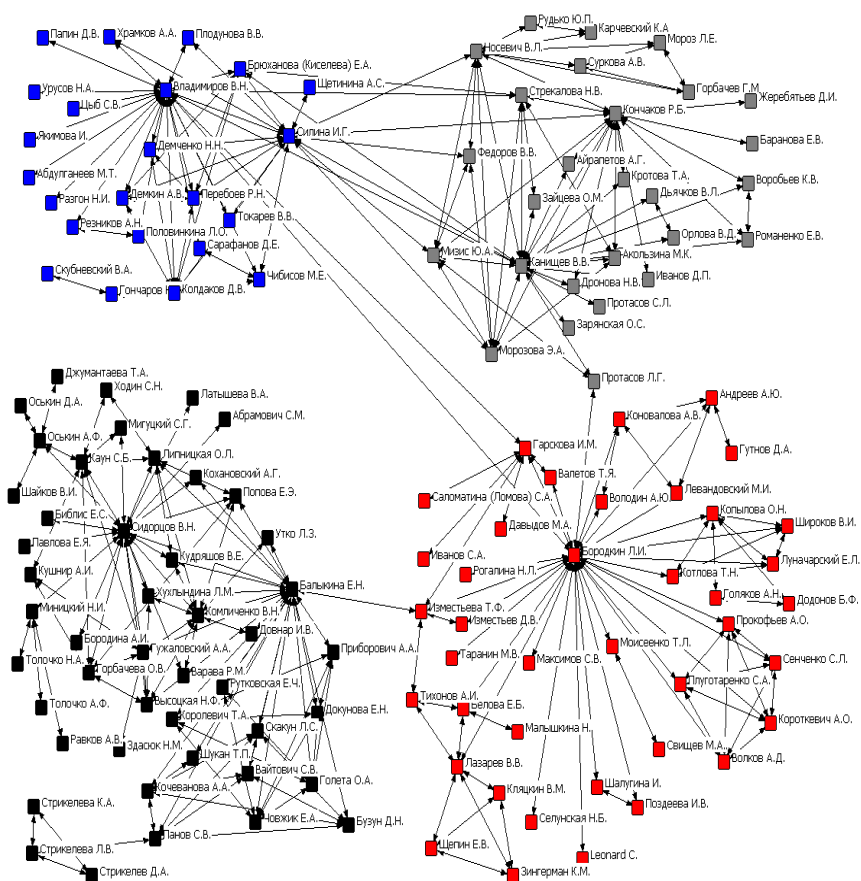 Папин Д.В.
Храмков А.А.
Плодунова В.В.
Брюханова (Киселева) Е.А.
Щетинина А.С.
Урусов Н.А.
Владимиров В.Н.
Цыб С.В.
Силина И.Г.
Якимова И.
Демченко Н.Н.
Абдулганеев М.Т.
Разгон Н.И.
Демкин А.В.
Перебоев Р.Н.
Токарев В.В.
Резников А.Н.
Половинкина Л.О.
Сарафанов Д.Е.
Скубневский В.А.
Чибисов М.Е.
Гончаров
Колдаков Д.В.
Рудько Ю.П.
Карчевский К.А
Носевич В.Л.
Мороз Л.Е.
Суркова А.В.
Горбачев Г.М
Стрекалова Н.В.
Жеребятьев Д.И.
Кончаков Р.Б.
Баранова Е.В.
Федоров В.В.
Айрапетов А.Г.
Кротова Т.А.
Воробьев К.В.
Дьячков В.Л.
Зайцева О.М.
Орлова В.Д.
Романенко Е.В.
Мизис Ю.А.
Канищев В.В.
Акользина М.К.
Иванов Д.П.
Дронова Н.В.
Протасов С.Л.
Зарянская О.С.
Морозова Э.А.
Протасов Л.Г.
Джумантаева Т.А.
Ходин С.Н.
Латышева В.А.
Оськин Д.А.
Абрамович С.М.
Мигуцкий С.Г.
Оськин А.Ф.
Каун С.Б.
Липницкая О.Л.
Кохановский А.Г.
Шайков В.И.
Попова Е.Э.
Библис Е.С.
Сидорцов В.Н.
Утко Л.З.
Павлова Е.Я.
Кудряшов В.Е.
Кушнир А.И.
Хухлындина Л.М.
Балыкина Е.Н.
Миницкий Н.И.
Комличенко В.Н.
Довнар И.В.
Бородина А.И.
Гужаловский А.А.
Приборович А.А.
Толочко Н.А.
Горбачева О.В.
Варава Р.М.
Рутковская Е.Ч.
Толочко А.Ф.
Высоцкая Н.Ф.
Королевич Т.А.
Докунова Е.Н.
Равков А.В.
Здасюк Н.М.
Скакун Л.С.
Шукан Т.П.
Вайтович С.В.
Голета О.А.
Кочеванова А.А.
Стрикелева К.А.
Човжик Е.А.
Бузун Д.Н.
Панов С.В.
Стрикелева Л.В.
Стрикелев Д.А.
Андреев А.Ю.
Коновалова А.В.
Гарскова И.М.
Гутнов Д.А.
Валетов Т.Я.
Саломатина (Ломова) С.А.
Володин А.Ю.
Левандовский М.И.
Давыдов М.А.
Копылова О.Н.
Широков В.И.
Иванов С.А.
Бородкин Л.И.
Луначарский Е.Л.
Рогалина Н.Л.
Котлова Т.Н.
Голяков А.Н.
Додонов Б.Ф.
Изместьева Т.Ф.
Изместьев Д.В.
Прокофьев А.О.
Моисеенко Т.Л.
Таранин М.В.
Максимов С.В.
Сенченко С.Л.
Плуготаренко С.А.
Тихонов А.И.
Белова Е.Б.
Короткевич А.О.
Малышкина Н.
Свищев М.А.
Волков А.Д.
Лазарев В.В.
Кляцкин В.М.
Шалугина И.
Поздеева И.В.
Селунская Н.Б.
Щепин Е.В.
Leonard C.
Зингерман К.М.